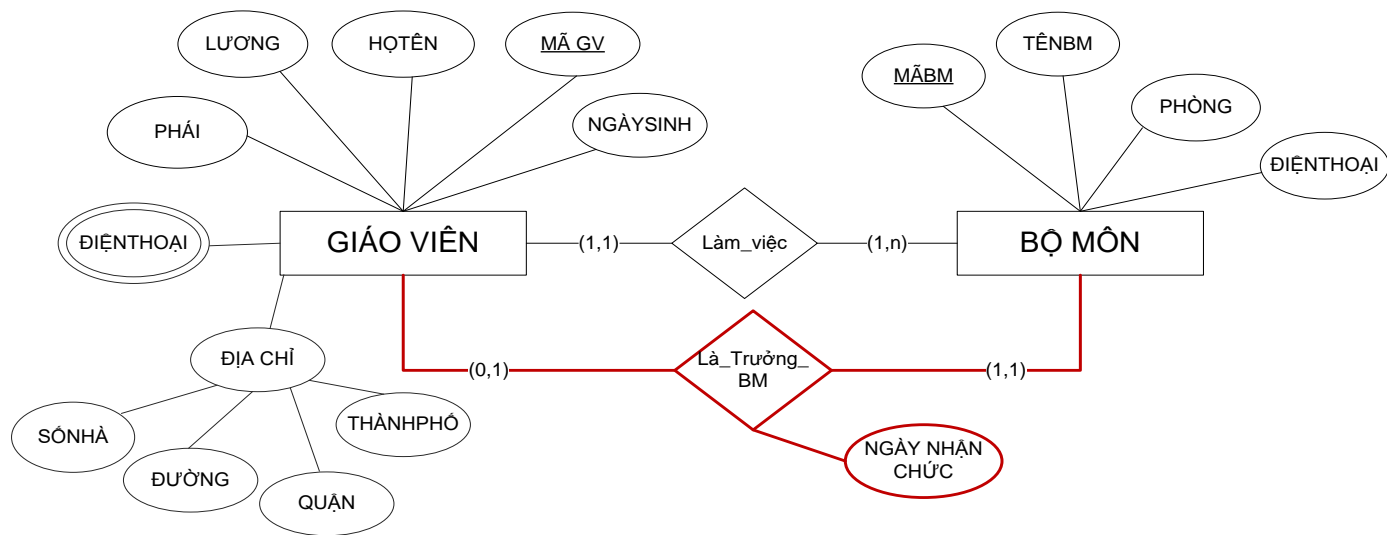 LƯƠNG
HỌTÊN
MÃ GV
TÊNBM
MÃBM
PHÁI
NGÀYSINH
PHÒNG
ĐIỆNTHOẠI
ĐIỆNTHOẠI
GIÁO VIÊN
(1,1)
Làm_việc
(1,n)
BỘ MÔN
ĐỊA CHỈ
(0,1)
Là_Trưởng_
BM
(1,1)
SỐNHÀ
THÀNHPHỐ
ĐƯỜNG
QUẬN
NGÀY NHẬN
CHỨC